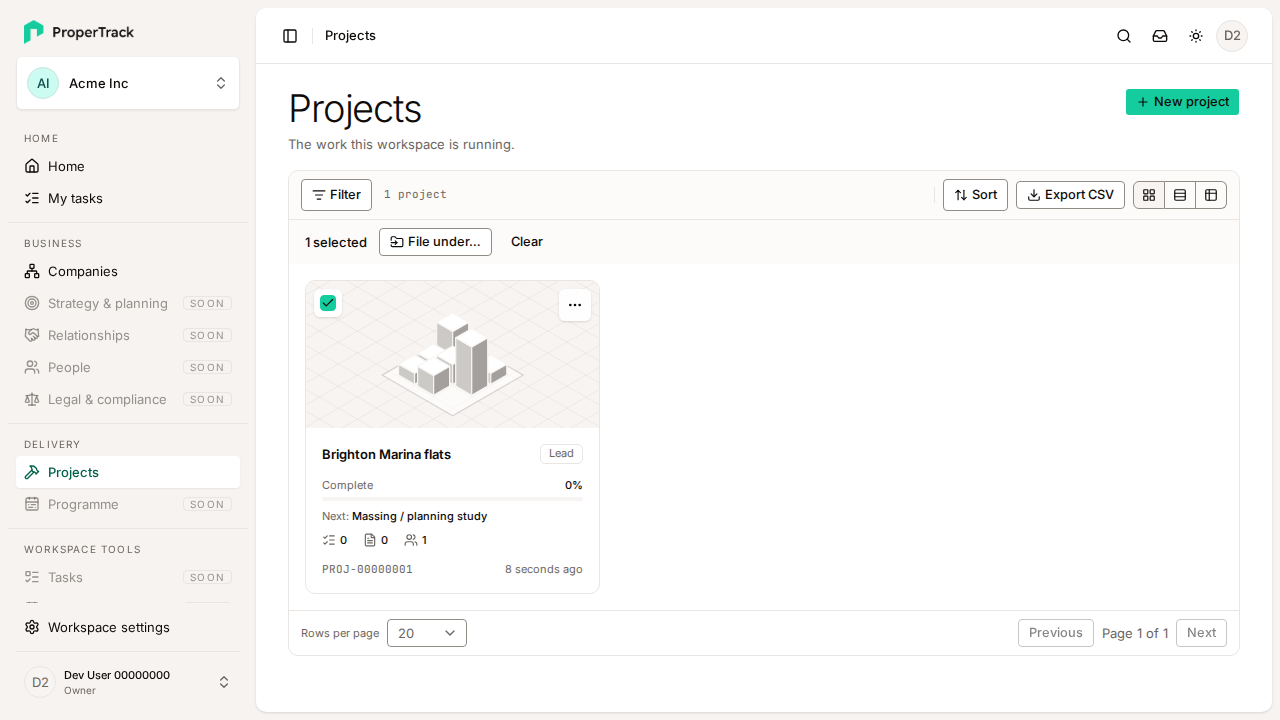 ProperTrack
AI
Acme Inc
HOME
Home
My tasks
BUSINESS
Companies
Strategy & planning SOON
Relationships SOON
People SOON
Legal & compliance SOON
DELIVERY
Projects
Programme SOON
WORKSPACE TOOLS
Tasks SOON
Workspace settings
D2
Dev User 00000000
Owner
Projects
D2
Projects
The work this workspace is running.
New project
Filter
1 project
Sort
Export CSV
1 selected
File under...
Clear
Brighton Marina flats
Lead
Complete
0%
Next: Massing / planning study
0 0 1
PROJ-00000001
8 seconds ago
Rows per page
20
Previous
Page 1 of 1
Next